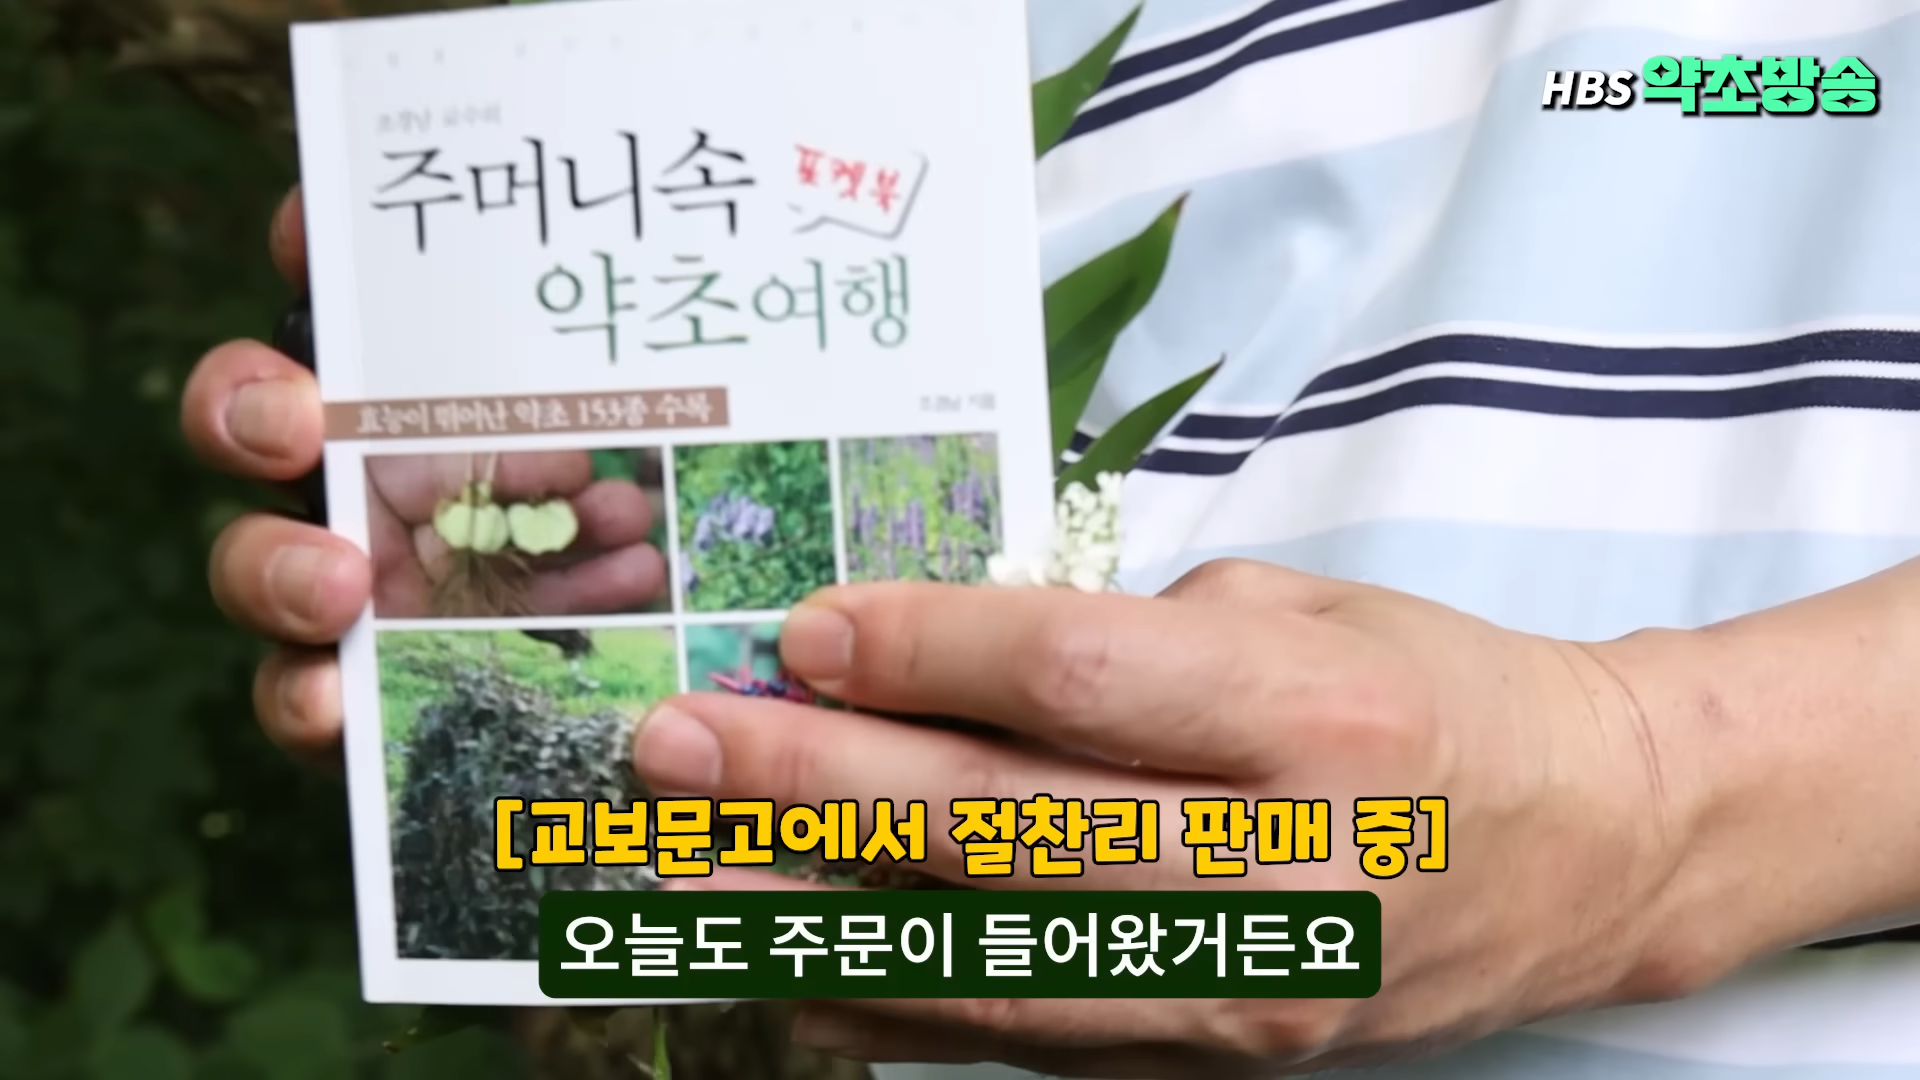 HBS 약초방송
조경남 교수의
주머니속
포켓북
약초여행
효능이 뛰어난 약초 153종 수록
조경남 지음
[교보문고에서 절찬리 판매 중]
오늘도 주문이 들어왔거든요